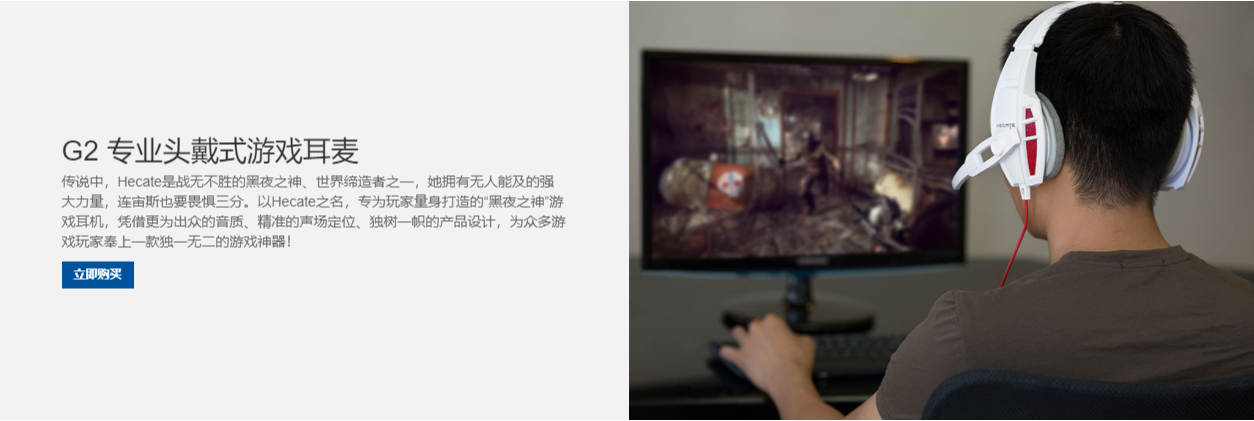 G2 专业头戴式游戏耳麦
传说中，Hecate是战无不胜的黑夜之神、世界缔造者之一，她拥有无人能及的强
大力量，连宙斯也要畏惧三分。以Hecate之名，专为玩家量身打造的“黑夜之神”游
戏耳机，凭借更为出众的音质、精准的声场定位、独树一帜的产品设计，为众多游
戏玩家奉上一款独一无二的游戏神器！
立即购买
HECATE